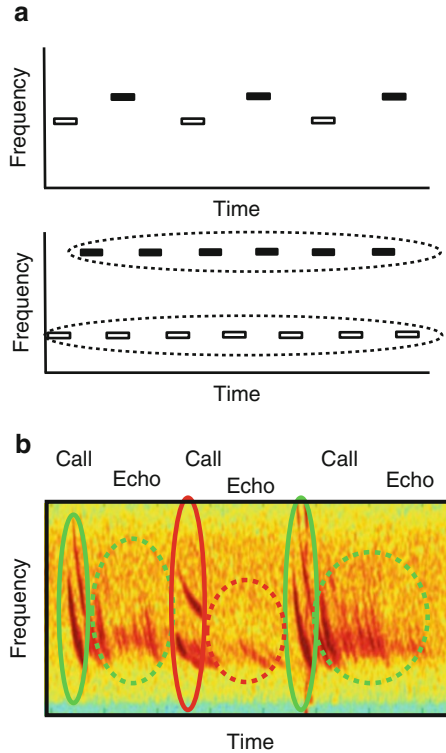 a
Frequency
Time
Frequency
Time
b
Call Call Call
Echo Echo Echo
Frequency
Time